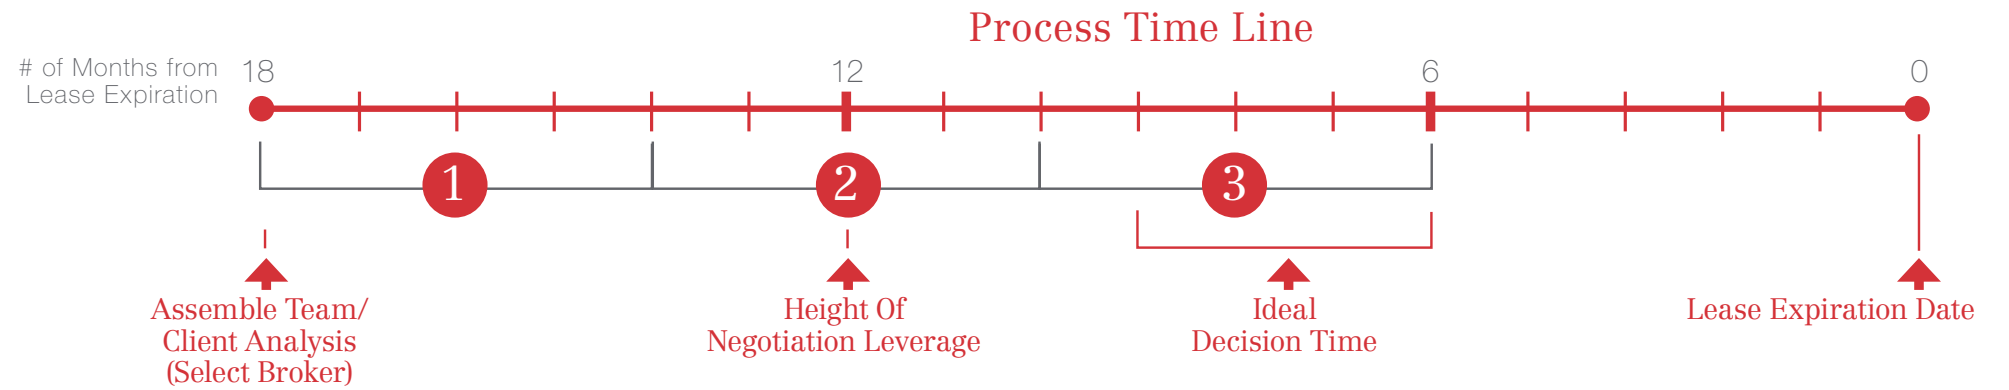 Process Time Line
# of Months from
Lease Expiration
18
12
6
0
1
2
3
Assemble Team/
Client Analysis
(Select Broker)
Height Of
Negotiation Leverage
Ideal
Decision Time
Lease Expiration Date